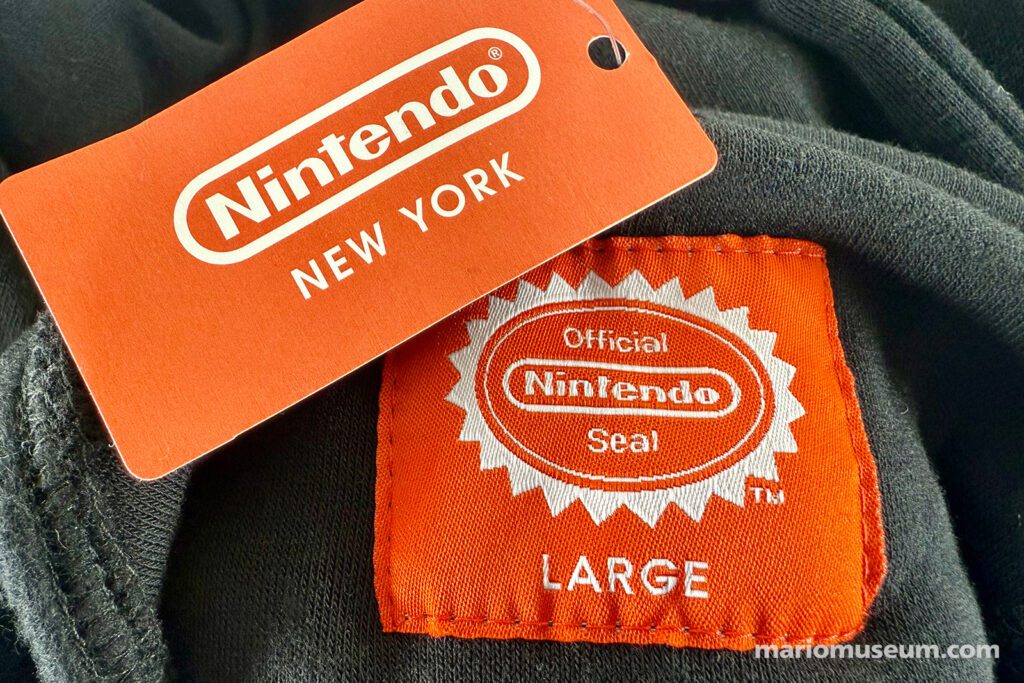 Nintendo®
NEW YORK
Official
Nintendo
Seal
TM
LARGE
mariomuseum.com